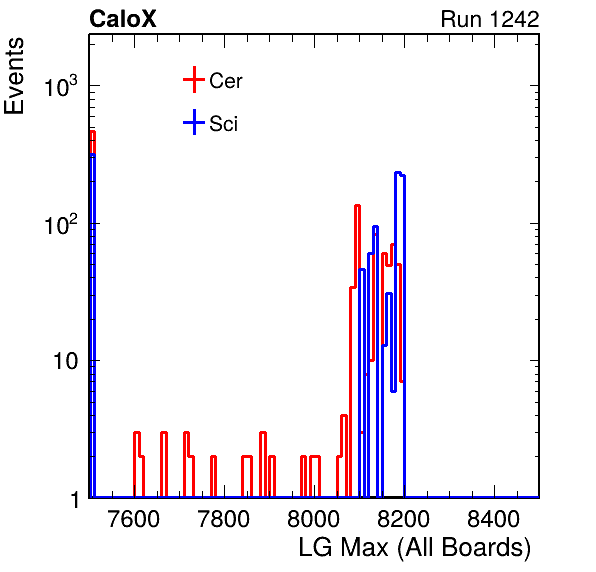 CaloX Run 1242
Events
Cer
Sci
10³
10²
10
1
7600 7800 8000 8200 8400
LG Max (All Boards)